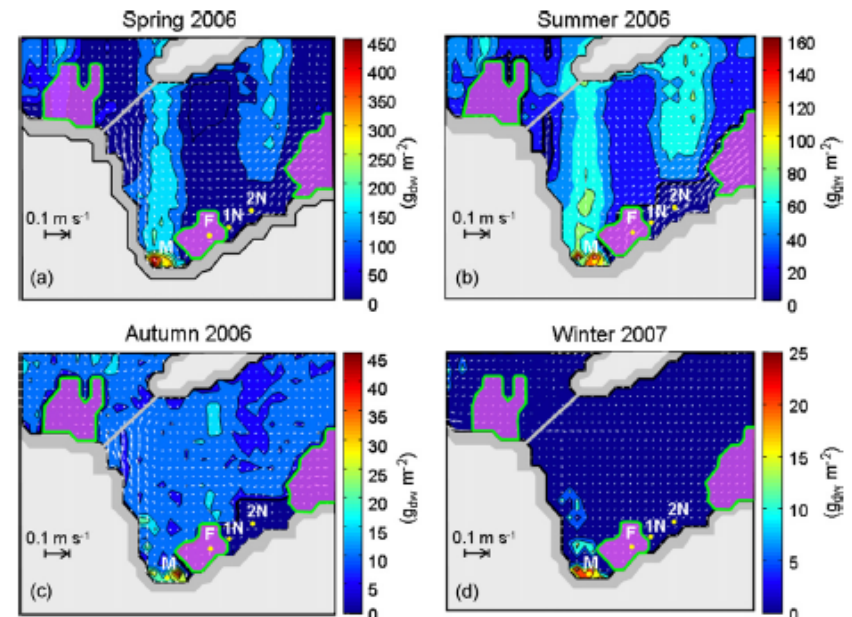 Spring 2006
450
400
350
300
250
200
150
100
50
0
(g_dw m⁻²)
0.1 m s⁻¹
2N
1N
F
M
(a)
Summer 2006
160
140
120
100
80
60
40
20
0
(g_dw m⁻²)
0.1 m s⁻¹
2N
1N
F
M
(b)
Autumn 2006
45
40
35
30
25
20
15
10
5
0
(g_dw m⁻²)
0.1 m s⁻¹
2N
1N
F
M
(c)
Winter 2007
25
20
15
10
5
0
(g_dw m⁻²)
0.1 m s⁻¹
2N
1N
F
M
(d)